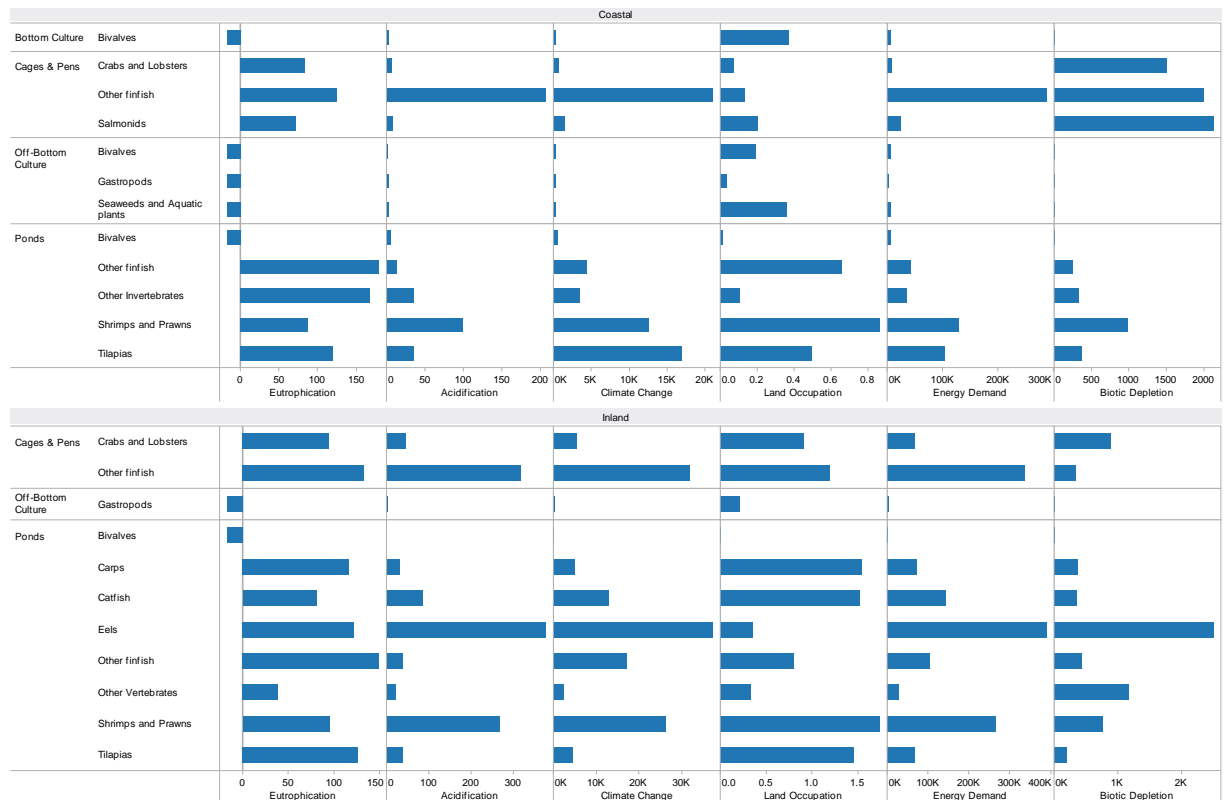 Coastal
Bottom Culture Bivalves
Cages & Pens Crabs and Lobsters
Other finfish
Salmonids
Off-Bottom Culture Bivalves
Gastropods
Seaweeds and Aquatic plants
Ponds Bivalves
Other finfish
Other Invertebrates
Shrimps and Prawns
Tilapias
0 50 100 150 0 50 100 150 200 0K 5K 10K 15K 20K 0.0 0.2 0.4 0.6 0.8 0K 100K 200K 300K 0 500 1000 1500 2000
Eutrophication Acidification Climate Change Land Occupation Energy Demand Biotic Depletion
Inland
Cages & Pens Crabs and Lobsters
Other finfish
Off-Bottom Culture Gastropods
Ponds Bivalves
Carps
Catfish
Eels
Other finfish
Other Vertebrates
Shrimps and Prawns
Tilapias
0 50 100 150 0 100 200 300 0K 10K 20K 30K 0.0 0.5 1.0 1.5 0K 100K 200K 300K 400K 0K 1K 2K
Eutrophication Acidification Climate Change Land Occupation Energy Demand Biotic Depletion